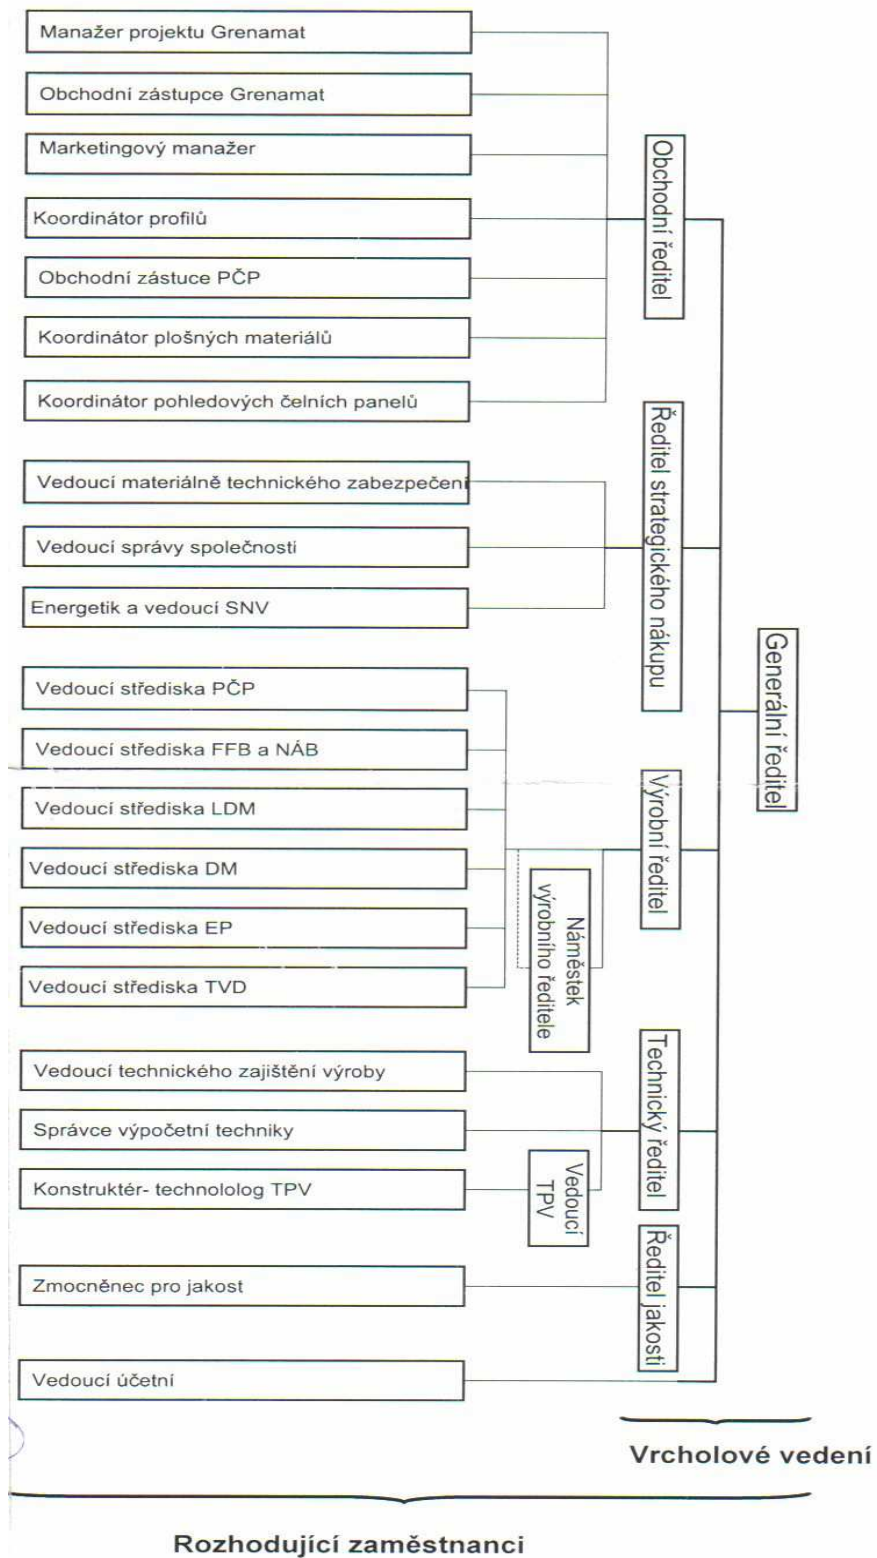 Manažer projektu Grenamat
Obchodní zástupce Grenamat
Marketingový manažer
Koordinátor profilů
Obchodní zástuce PČP
Koordinátor plošných materiálů
Koordinátor pohledových čelních panelů
Vedoucí materiálně technického zabezpečení
Vedoucí správy společnosti
Energetik a vedoucí SNV
Vedoucí střediska PČP
Vedoucí střediska FFB a NÁB
Vedoucí střediska LDM
Vedoucí střediska DM
Vedoucí střediska EP
Vedoucí střediska TVD
Vedoucí technického zajištění výroby
Správce výpočetní techniky
Konstruktér- technololog TPV
Zmocněnec pro jakost
Vedoucí účetní
Náměstek
výrobního ředitele
Vedoucí
TPV
Obchodní ředitel
Ředitel strategického nákupu
Výrobní ředitel
Technický ředitel
Ředitel jakosti
Generální ředitel
Vrcholové vedení
Rozhodující zaměstnanci